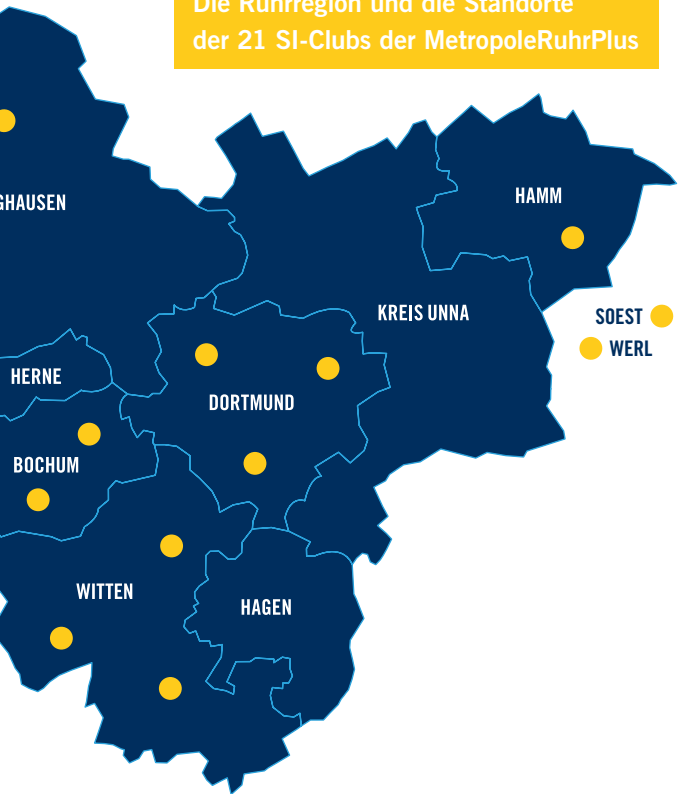 Die Ruhrregion und die Standorte
der 21 SI-Clubs der MetropoleRuhrPlus
HAMM
GHAUSEN
KREIS UNNA
SOEST
WERL
HERNE
DORTMUND
BOCHUM
WITTEN
HAGEN